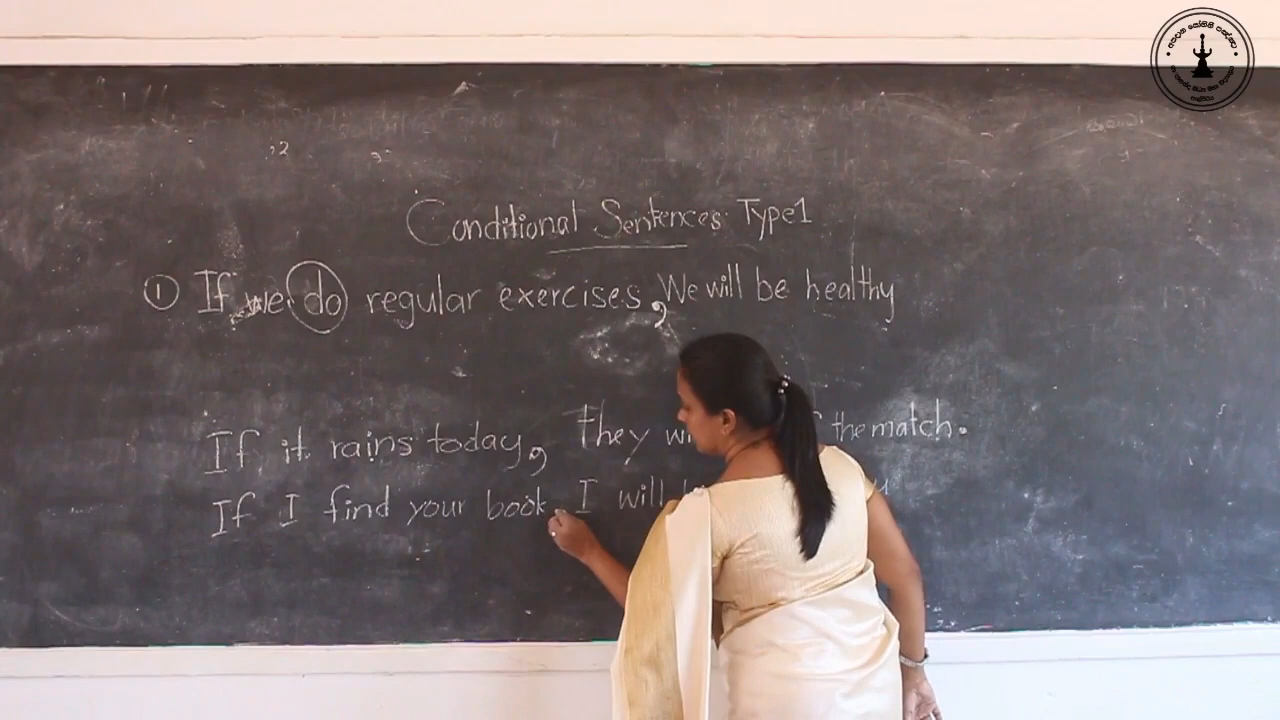 Conditional Sentences Type 1
① If we do regular exercises, We will be healthy
If it rains today, They the match.
If I find your book I will